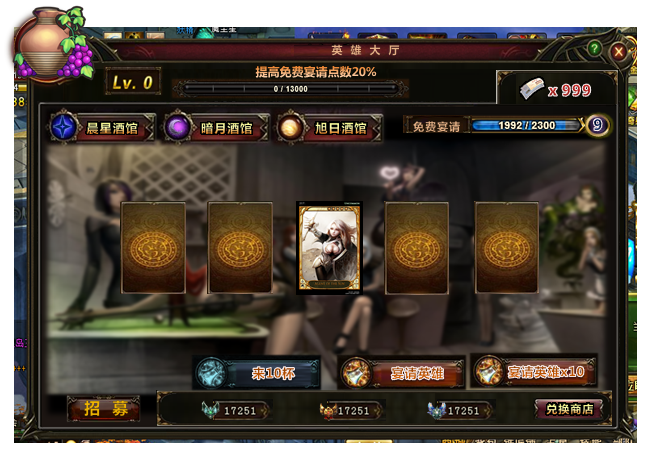 英雄大厅
Lv. 0
提高免费宴请点数20%
0 / 13000
x 999
晨星酒馆
暗月酒馆
旭日酒馆
免费宴请
1992 / 2300
9
来10杯
宴请英雄
宴请英雄x10
招募
17251
17251
17251
兑换商店